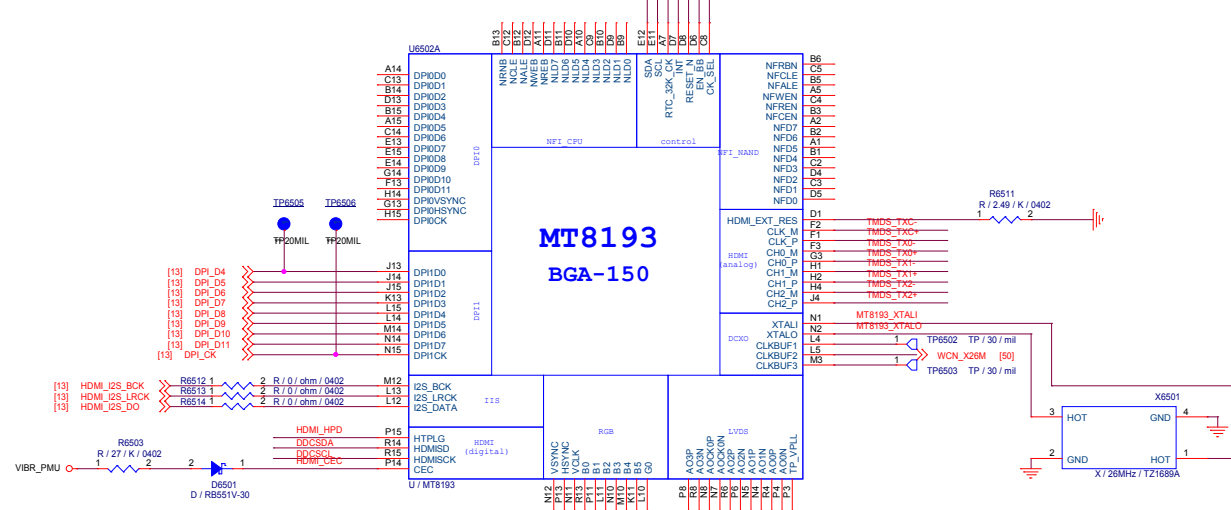 U6502A
B13 C12 B12 D12 A11 D11 B11 D10 A10 C9 B10 D9 B9
E12 E11 A7 D7 D8 D6 C8
NRNB NCLE NALE NWEB NREB NLD7 NLD6 NLD5 NLD4 NLD3 NLD2 NLD1 NLD0
SDA SCL RTC_32K_CK INT RESET_N EN_BB CK_SEL
NFI_CPU
control
NFI_NAND
A14 DPI0D0
C13 DPI0D1
B14 DPI0D2
D13 DPI0D3
B15 DPI0D4
A15 DPI0D5
C14 DPI0D6
E13 DPI0D7
E15 DPI0D8
E14 DPI0D9
G14 DPI0D10
F13 DPI0D11
H14 DPI0VSYNC
G13 DPI0HSYNC
H15 DPI0CK
DPI0
NFRBN B6
NFCLE C5
NFALE B5
NFWEN A5
NFREN C4
NFCEN B3
NFD7 A2
NFD6 B2
NFD5 A1
NFD4 B1
NFD3 C2
NFD2 D4
NFD1 C3
NFD0 D5
TP6505
TP20MIL
TP6506
TP20MIL
MT8193
BGA-150
HDMI
(analog)
HDMI_EXT_RES D1
CLK_M F2 TMDS_TXC-
CLK_P F1 TMDS_TXC+
CH0_M F3 TMDS_TX0-
CH0_P G3 TMDS_TX0+
CH1_M H1 TMDS_TX1-
CH1_P H2 TMDS_TX1+
CH2_M H4 TMDS_TX2-
CH2_P J4 TMDS_TX2+
R6511
R / 2.49 / K / 0402
1 2
[13] DPI_D4 J13 DPI1D0
[13] DPI_D5 J14 DPI1D1
[13] DPI_D6 J15 DPI1D2
[13] DPI_D7 K13 DPI1D3
[13] DPI_D8 L15 DPI1D4
[13] DPI_D9 L14 DPI1D5
[13] DPI_D10 M14 DPI1D6
[13] DPI_D11 N14 DPI1D7
[13] DPI_CK N15 DPI1CK
DPI1
DCXO
XTALI N1 MT8193_XTALI
XTALO N2 MT8193_XTALO
CLKBUF1 L4 1 TP6502 TP / 30 / mil
CLKBUF2 L5 WCN_X26M [50]
CLKBUF3 M3 1 TP6503 TP / 30 / mil
[13] HDMI_I2S_BCK R6512 1 2 R / 0 / ohm / 0402 M12 I2S_BCK
[13] HDMI_I2S_LRCK R6513 1 2 R / 0 / ohm / 0402 L13 I2S_LRCK
[13] HDMI_I2S_DO R6514 1 2 R / 0 / ohm / 0402 L12 I2S_DATA
IIS
HDMI_HPD P15 HTPLG
DDCSDA R14 HDMISD
DDCSCL R15 HDMISCK
HDMI_CEC P14 CEC
HDMI
(digital)
RGB
LVDS
VIBR_PMU
R6503
R / 27 / K / 0402
1 2
2 1
D6501
D / RB551V-30
U / MT8193
VSYNC HSYNC VCLK B0 B1 B2 B3 B4 B5 G0
N12 P13 N11 R13 P11 L11 N10 M10 K11 L10
AO3P AO3N AOCK0P AOCK0N AO2P AO2N AO1P AO1N AO0P AO0N TP_VPLL
P8 R8 N8 N7 R6 P6 N5 N4 R4 P4 P3
X6501
3 HOT GND 4
2 GND HOT 1
X / 26MHz / TZ1689A